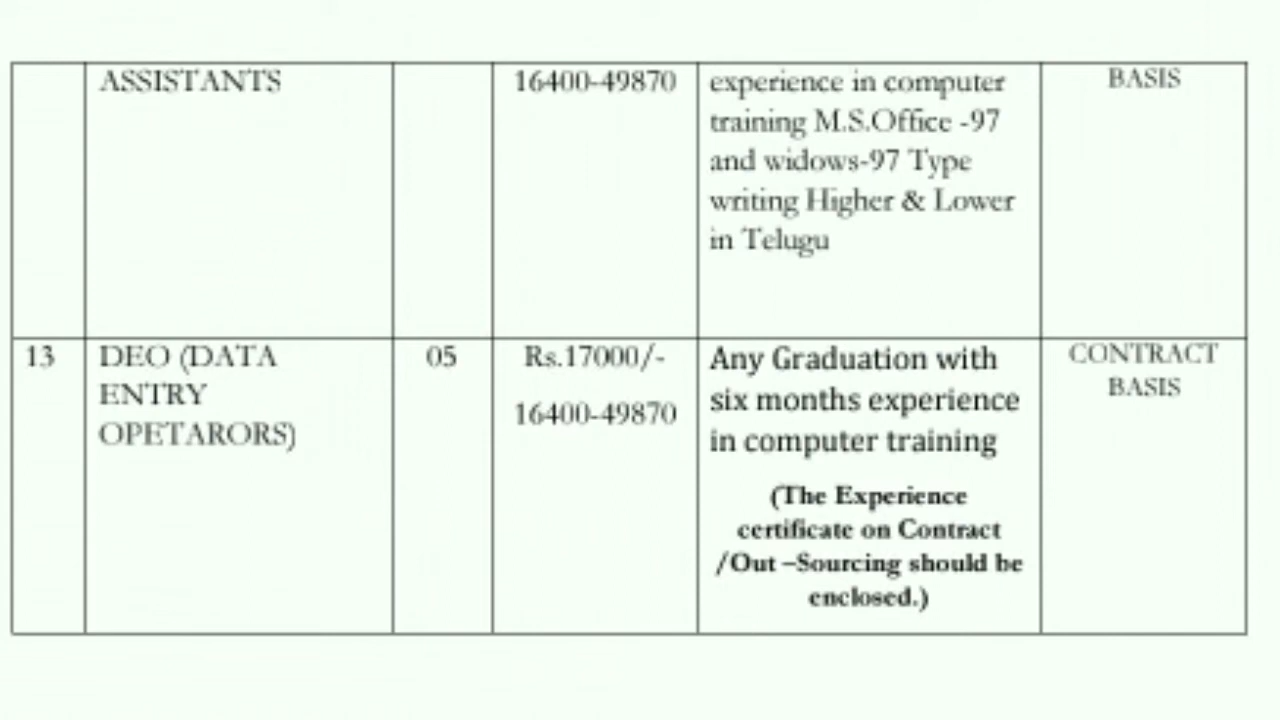 ASSISTANTS
16400-49870
experience in computer
training M.S.Office -97
and widows-97 Type
writing Higher & Lower
in Telugu
BASIS
13
DEO (DATA
ENTRY
OPETARORS)
05
Rs.17000/-
16400-49870
Any Graduation with
six months experience
in computer training
(The Experience
certificate on Contract
/Out –Sourcing should be
enclosed.)
CONTRACT
BASIS